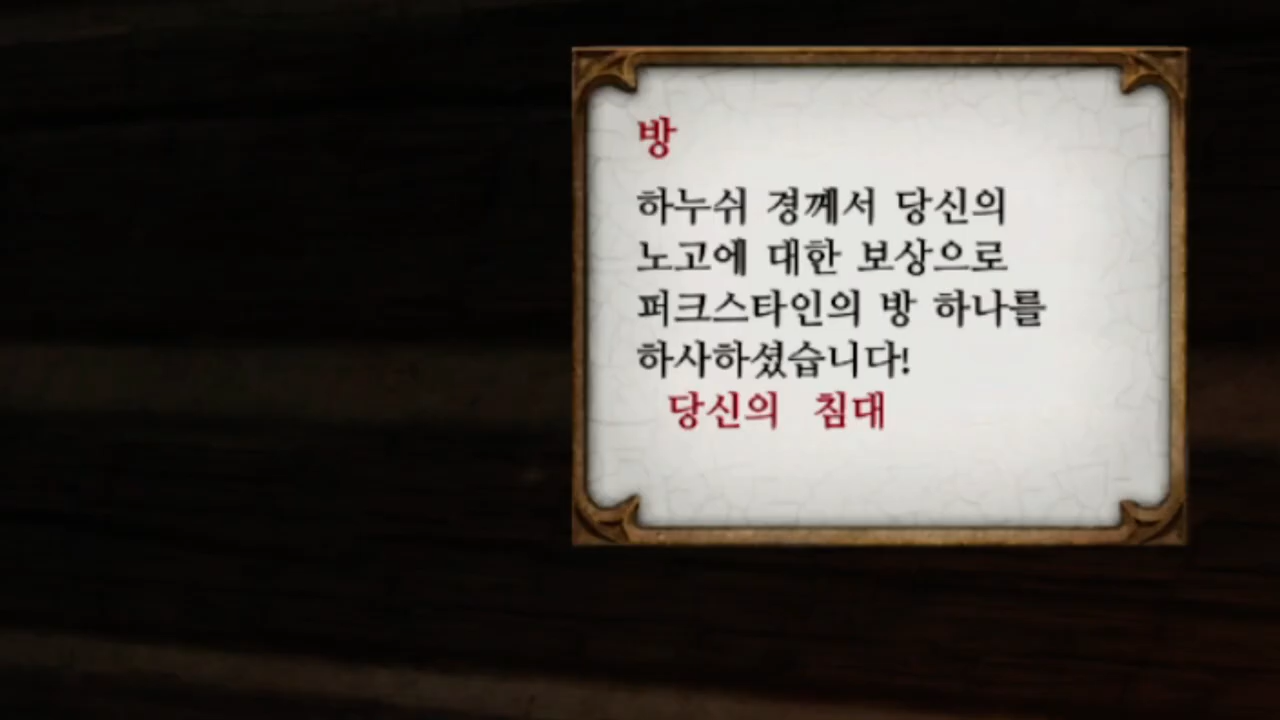 방
하누쉬 경께서 당신의
노고에 대한 보상으로
퍼크스타인의 방 하나를
하사하셨습니다!
당신의 침대